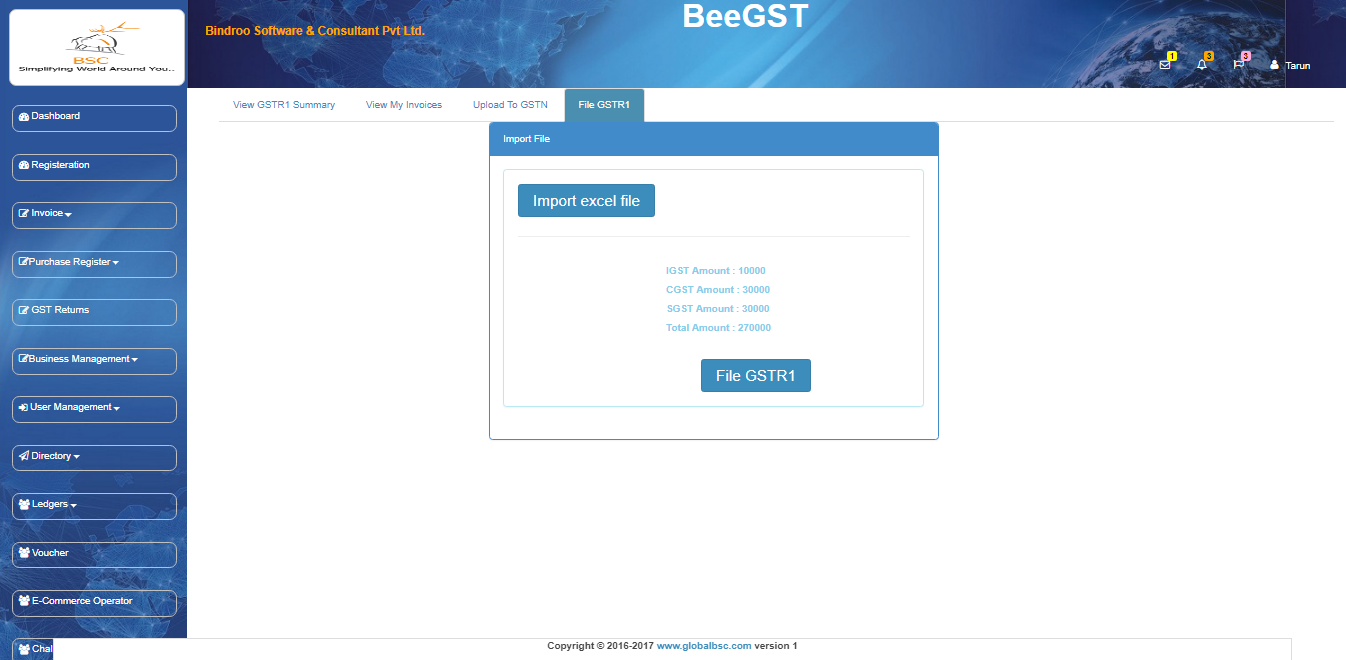 BSC
Simplifying World Around You..
Bindroo Software & Consultant Pvt Ltd.
BeeGST
1
3
3
Tarun
Dashboard
Registeration
Invoice
Purchase Register
GST Returns
Business Management
User Management
Directory
Ledgers
Voucher
E-Commerce Operator
Chal
View GSTR1 Summary
View My Invoices
Upload To GSTN
File GSTR1
Import File
Import excel file
IGST Amount : 10000
CGST Amount : 30000
SGST Amount : 30000
Total Amount : 270000
File GSTR1
Copyright © 2016-2017 www.globalbsc.com version 1